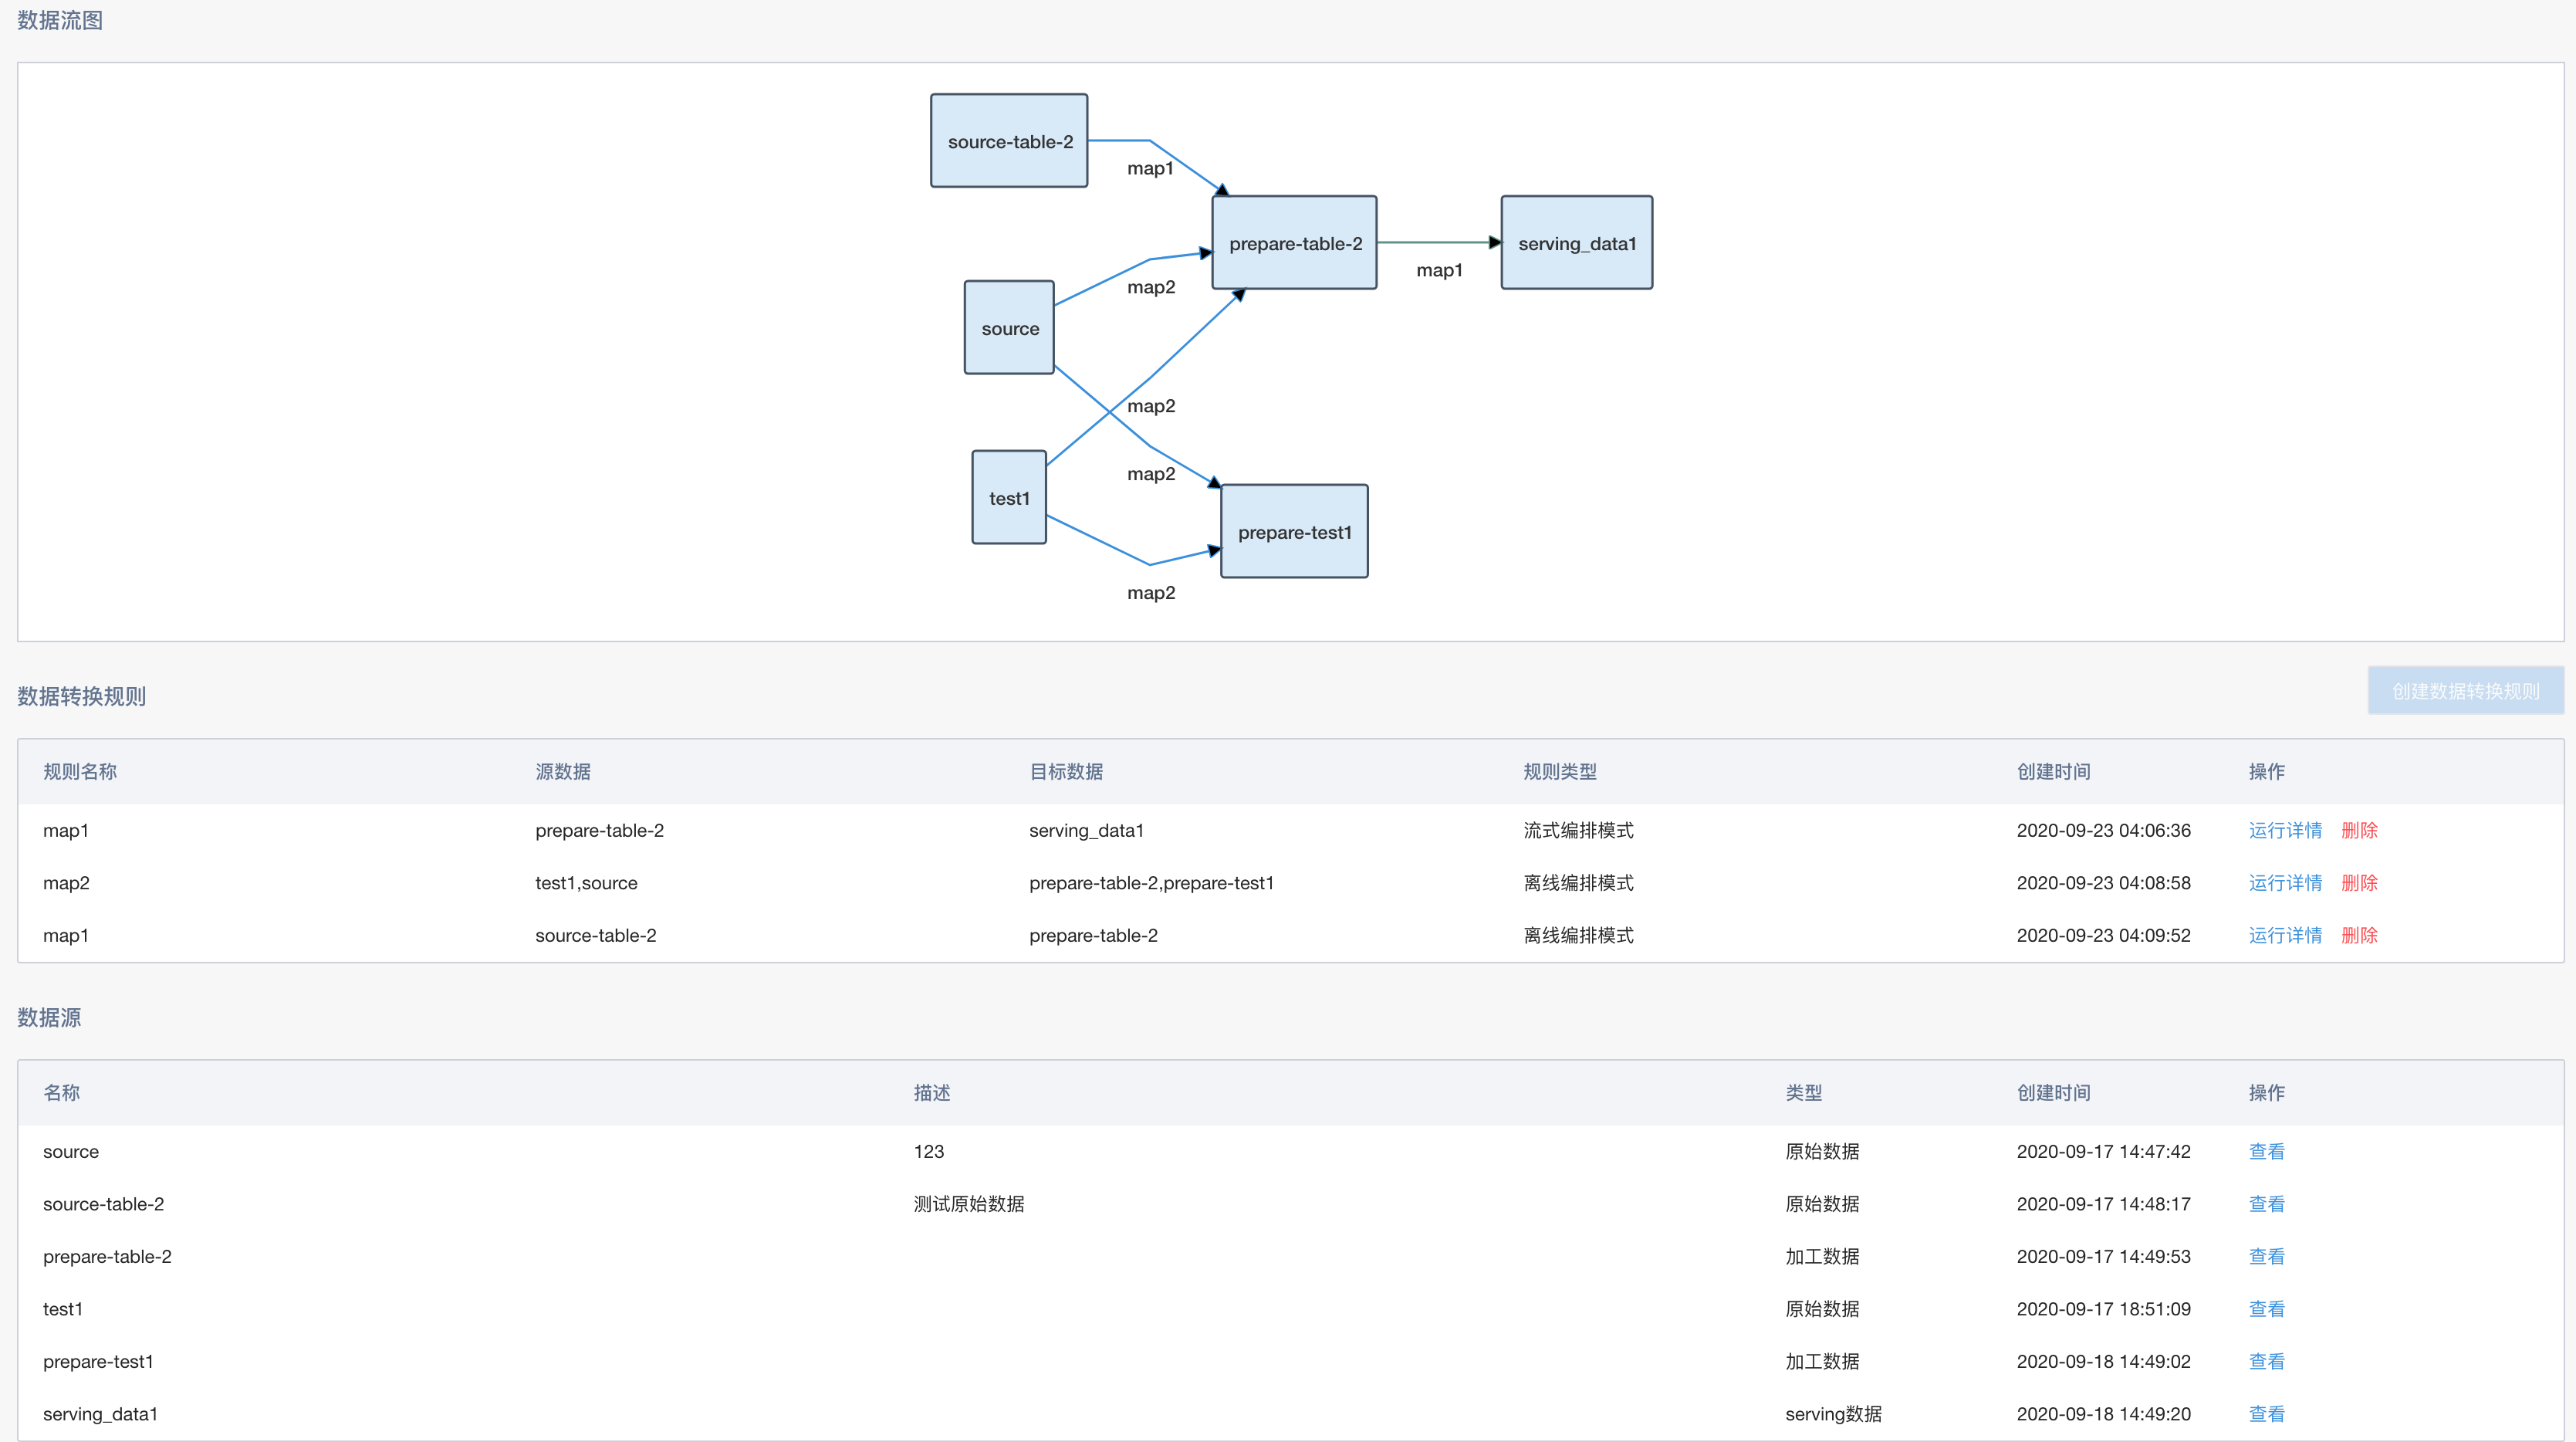 数据流图
source-table-2
map1
prepare-table-2
serving_data1
map1
map2
source
map2
map2
test1
prepare-test1
map2
数据转换规则 创建数据转换规则
规则名称 源数据 目标数据 规则类型 创建时间 操作
map1 prepare-table-2 serving_data1 流式编排模式 2020-09-23 04:06:36 运行详情 删除
map2 test1,source prepare-table-2,prepare-test1 离线编排模式 2020-09-23 04:08:58 运行详情 删除
map1 source-table-2 prepare-table-2 离线编排模式 2020-09-23 04:09:52 运行详情 删除
数据源
名称 描述 类型 创建时间 操作
source 123 原始数据 2020-09-17 14:47:42 查看
source-table-2 测试原始数据 原始数据 2020-09-17 14:48:17 查看
prepare-table-2 加工数据 2020-09-17 14:49:53 查看
test1 原始数据 2020-09-17 18:51:09 查看
prepare-test1 加工数据 2020-09-18 14:49:02 查看
serving_data1 serving数据 2020-09-18 14:49:20 查看